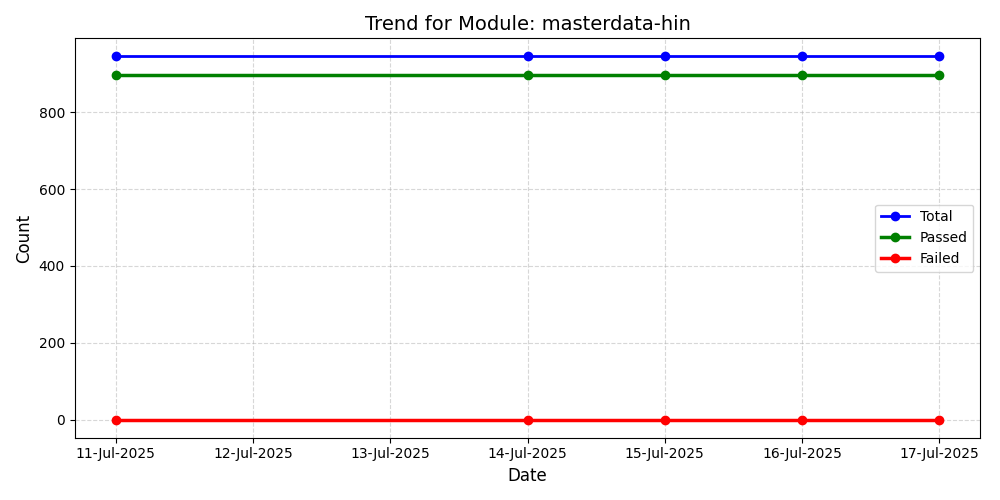 Trend for Module: masterdata-hin
Count
800
600
400
200
0
Total
Passed
Failed
11-Jul-2025 12-Jul-2025 13-Jul-2025 14-Jul-2025 15-Jul-2025 16-Jul-2025 17-Jul-2025
Date